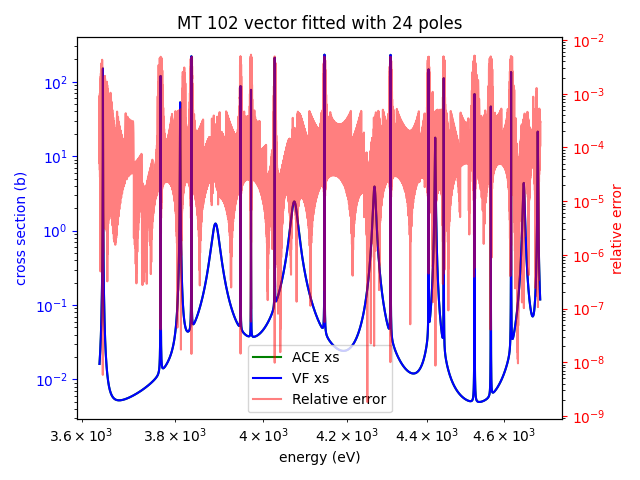 MT 102 vector fitted with 24 poles
cross section (b)
10²
10¹
10⁰
10⁻¹
10⁻²
10⁻²
10⁻³
10⁻⁴
10⁻⁵
10⁻⁶
10⁻⁷
10⁻⁸
10⁻⁹
relative error
ACE xs
VF xs
Relative error
3.6 × 10³ 3.8 × 10³ 4 × 10³ 4.2 × 10³ 4.4 × 10³ 4.6 × 10³
energy (eV)